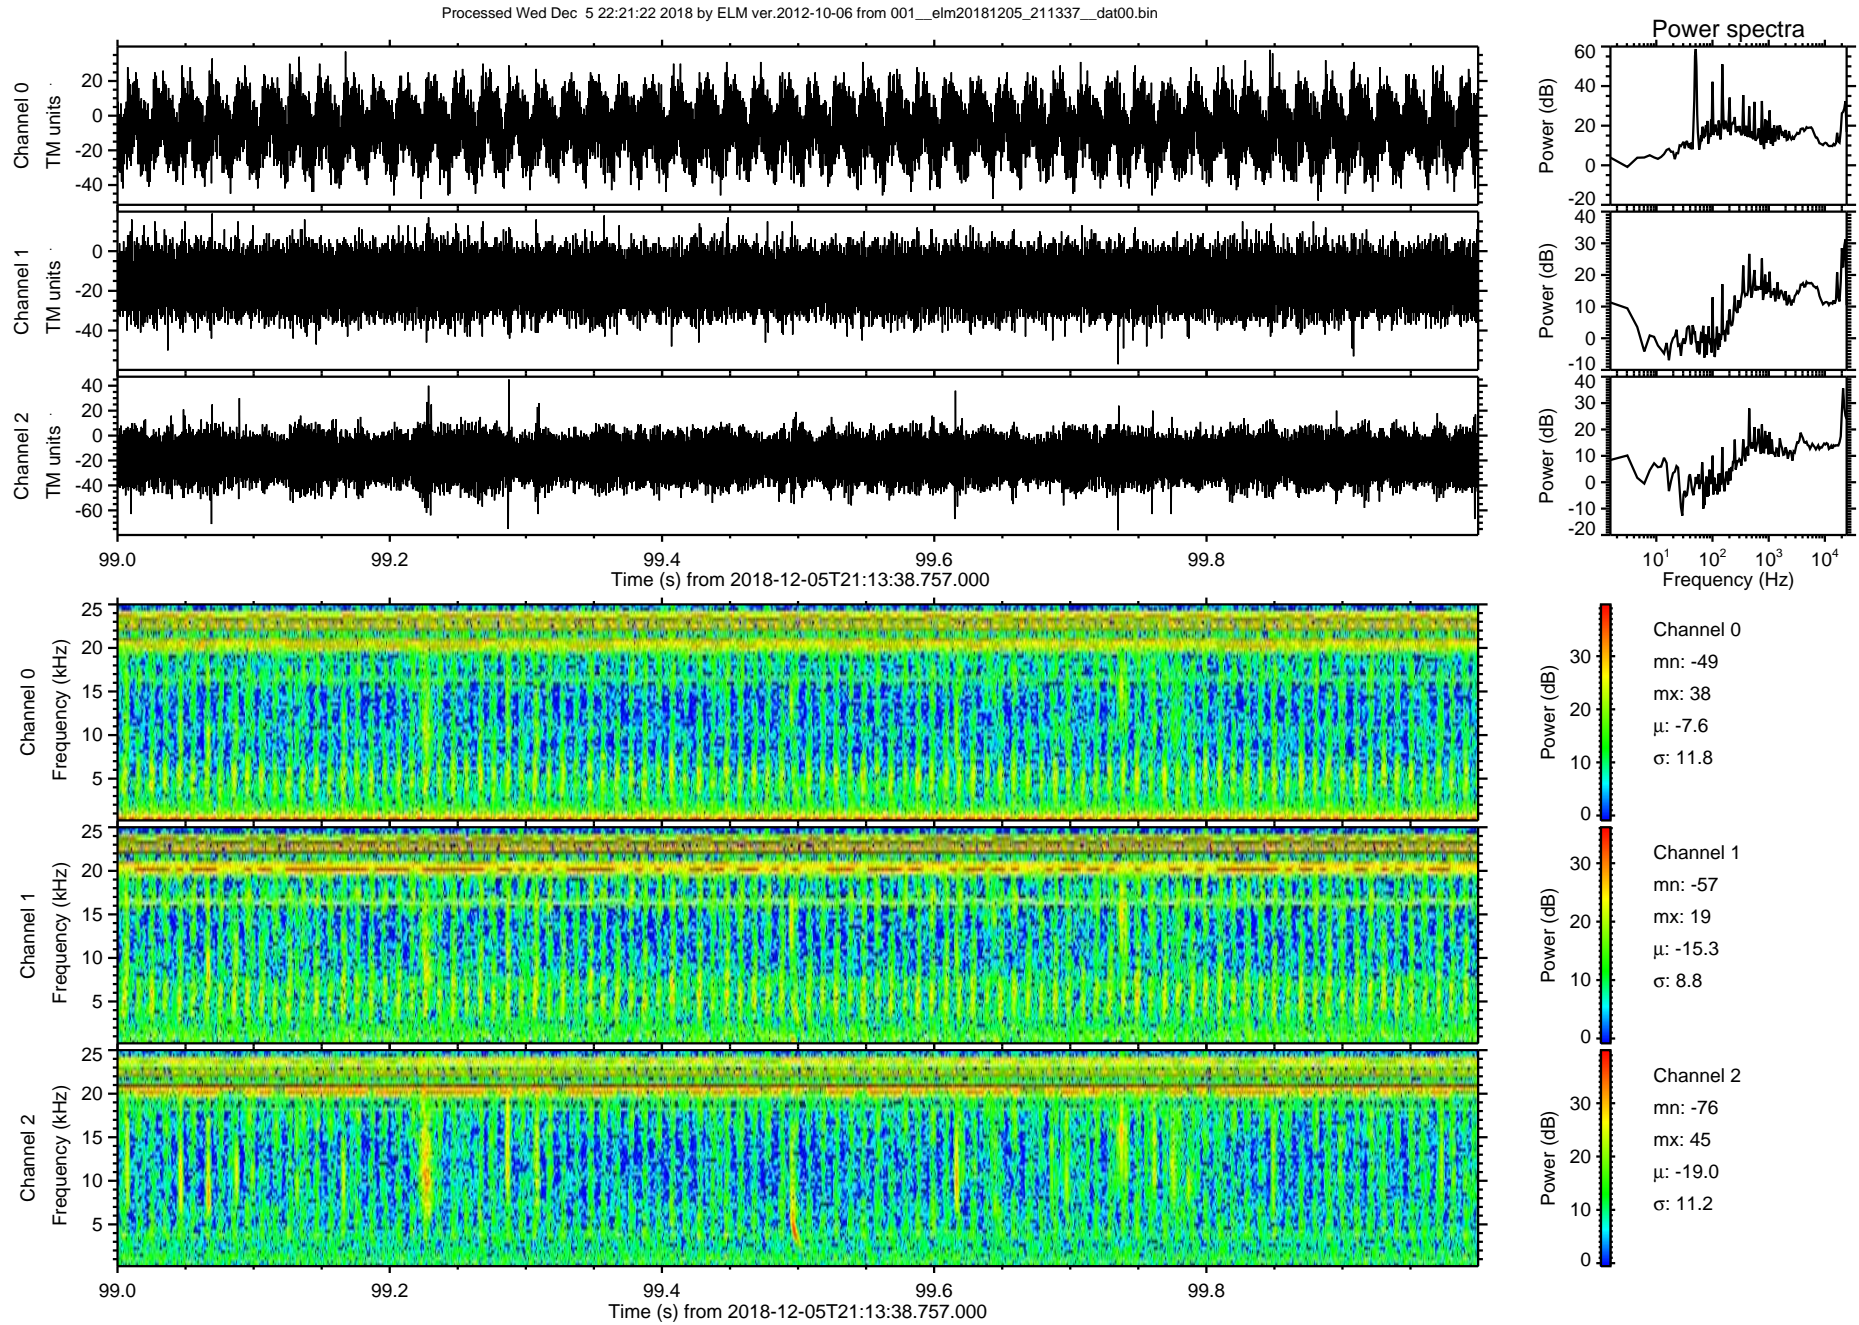 Processed Wed Dec  5 22:21:22 2018 by ELM ver.2012-10-06 from 001__elm20181205_211337__dat00.bin
Power spectra
Channel 0
TM units
20
0
-20
-40
Power (dB)
60
40
20
0
-20
Channel 1
TM units
0
-20
-40
Power (dB)
40
30
20
10
0
-10
Channel 2
TM units
40
20
0
-20
-40
-60
Power (dB)
40
30
20
10
0
-10
-20
99.0 99.2 99.4 99.6 99.8
Time (s) from 2018-12-05T21:13:38.757.000
10¹ 10² 10³ 10⁴
Frequency (Hz)
Channel 0
Frequency (kHz)
25
20
15
10
5
Power (dB)
30
20
10
0
Channel 0
mn: -49
mx: 38
μ: -7.6
σ: 11.8
Channel 1
Frequency (kHz)
25
20
15
10
5
Power (dB)
30
20
10
0
Channel 1
mn: -57
mx: 19
μ: -15.3
σ: 8.8
Channel 2
Frequency (kHz)
25
20
15
10
5
Power (dB)
30
20
10
0
Channel 2
mn: -76
mx: 45
μ: -19.0
σ: 11.2
99.0 99.2 99.4 99.6 99.8
Time (s) from 2018-12-05T21:13:38.757.000